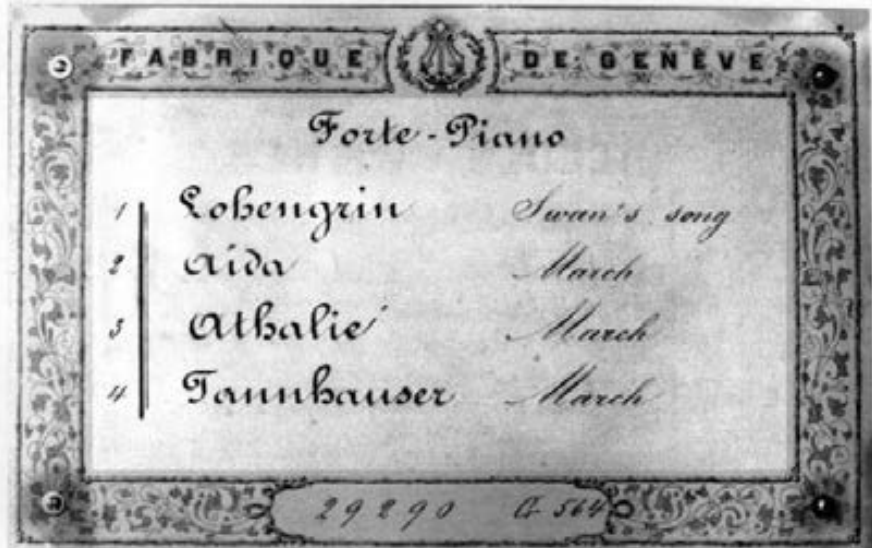 FABRIQUE DE GENÈVE
Forte-Piano
1 Lohengrin Swan's song
2 Aida March
3 Athalie March
4 Tannhauser March
29290 G 564